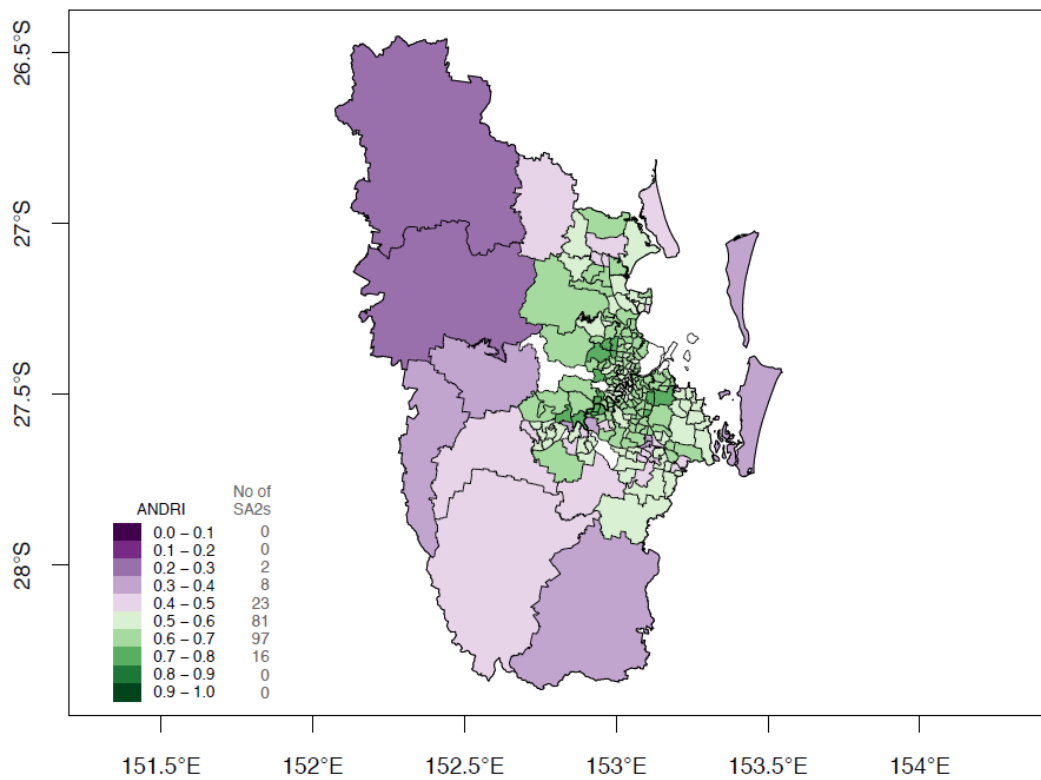 26.5°S
27°S
27.5°S
28°S
No of
ANDRI SA2s
0.0 – 0.1 0
0.1 – 0.2 0
0.2 – 0.3 2
0.3 – 0.4 8
0.4 – 0.5 23
0.5 – 0.6 81
0.6 – 0.7 97
0.7 – 0.8 16
0.8 – 0.9 0
0.9 – 1.0 0
151.5°E 152°E 152.5°E 153°E 153.5°E 154°E